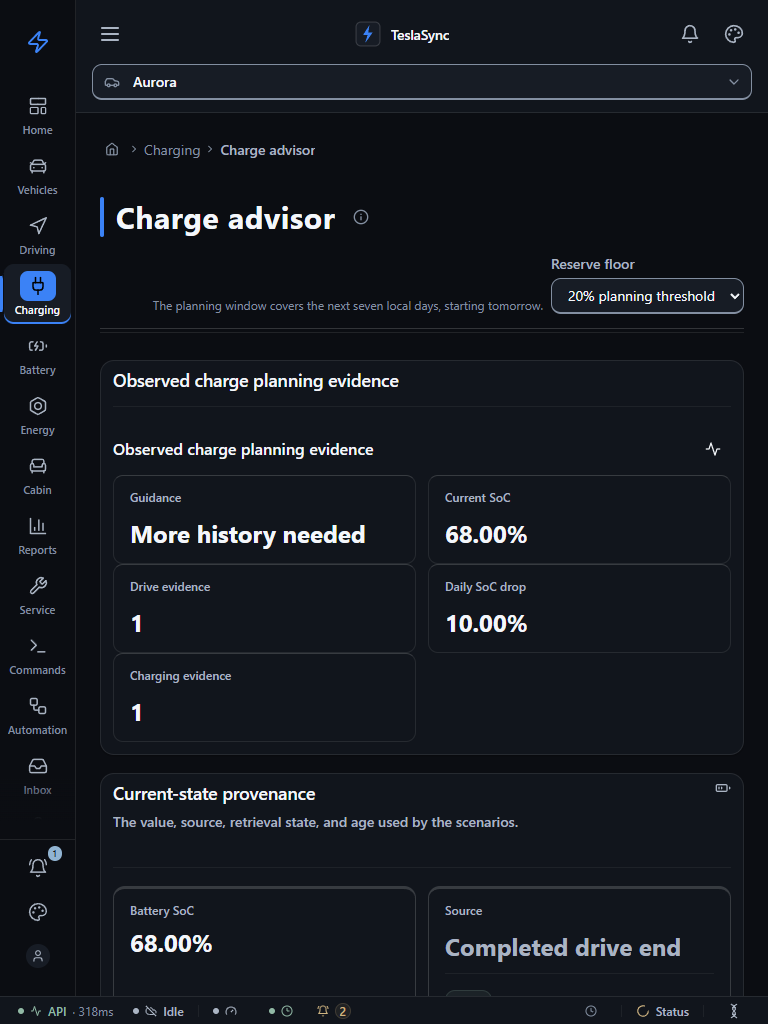 TeslaSync
Aurora
Home
Vehicles
Driving
Charging
Battery
Energy
Cabin
Reports
Service
Commands
Automation
Inbox
1
Charging
Charge advisor
Charge advisor
Reserve floor
The planning window covers the next seven local days, starting tomorrow.
20% planning threshold
Observed charge planning evidence
Observed charge planning evidence
Guidance
More history needed
Current SoC
68.00%
Drive evidence
1
Daily SoC drop
10.00%
Charging evidence
1
Current-state provenance
The value, source, retrieval state, and age used by the scenarios.
Battery SoC
68.00%
Source
Completed drive end
API · 318ms
Idle
2
Status